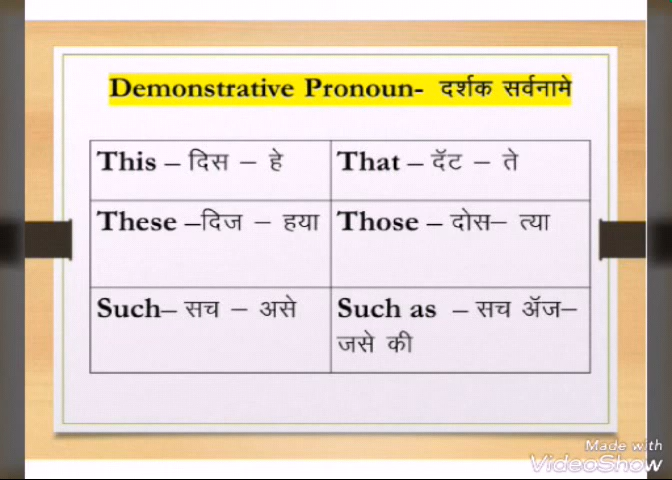 Demonstrative Pronoun- दर्शक सर्वनामे
This – दिस – हे
That – दॅट – ते
These –दिज – हया
Those – दोस– त्या
Such– सच – असे
Such as – सच ॲज–
जसे की
Made with
VideoShow